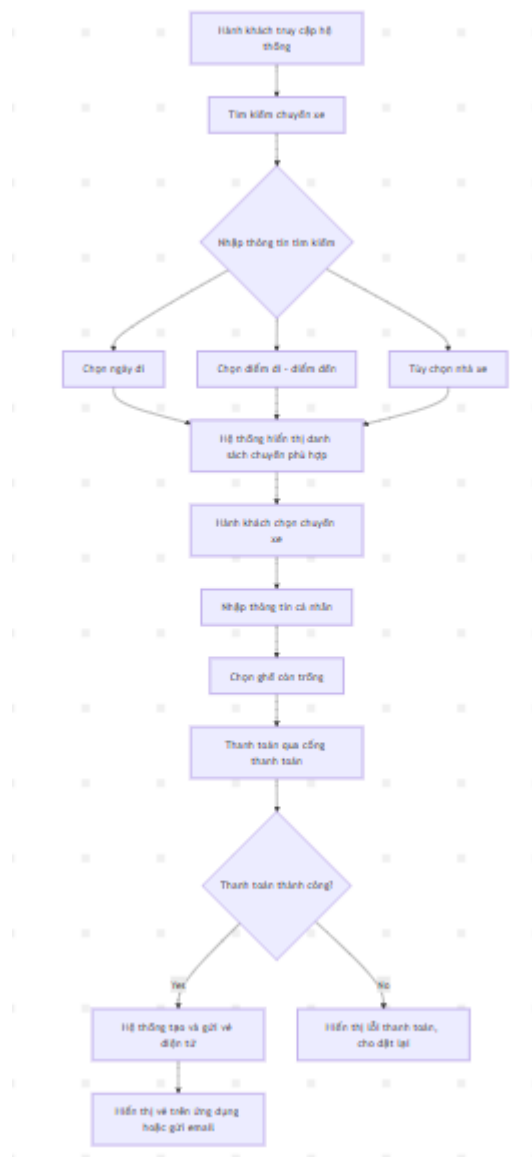 Hành khách truy cập hệ
thống
Tìm kiếm chuyến xe
Nhập thông tin tìm kiếm
Chọn ngày đi
Chọn điểm đi - điểm đến
Tùy chọn nhà xe
Hệ thống hiển thị danh
sách chuyến phù hợp
Hành khách chọn chuyến
xe
Nhập thông tin cá nhân
Chọn ghế còn trống
Thanh toán qua cổng
thanh toán
Thanh toán thành công?
Yes
No
Hệ thống tạo và gửi vé
điện tử
Hiển thị lỗi thanh toán,
cho đặt lại
Hiển thị vé trên ứng dụng
hoặc gửi email